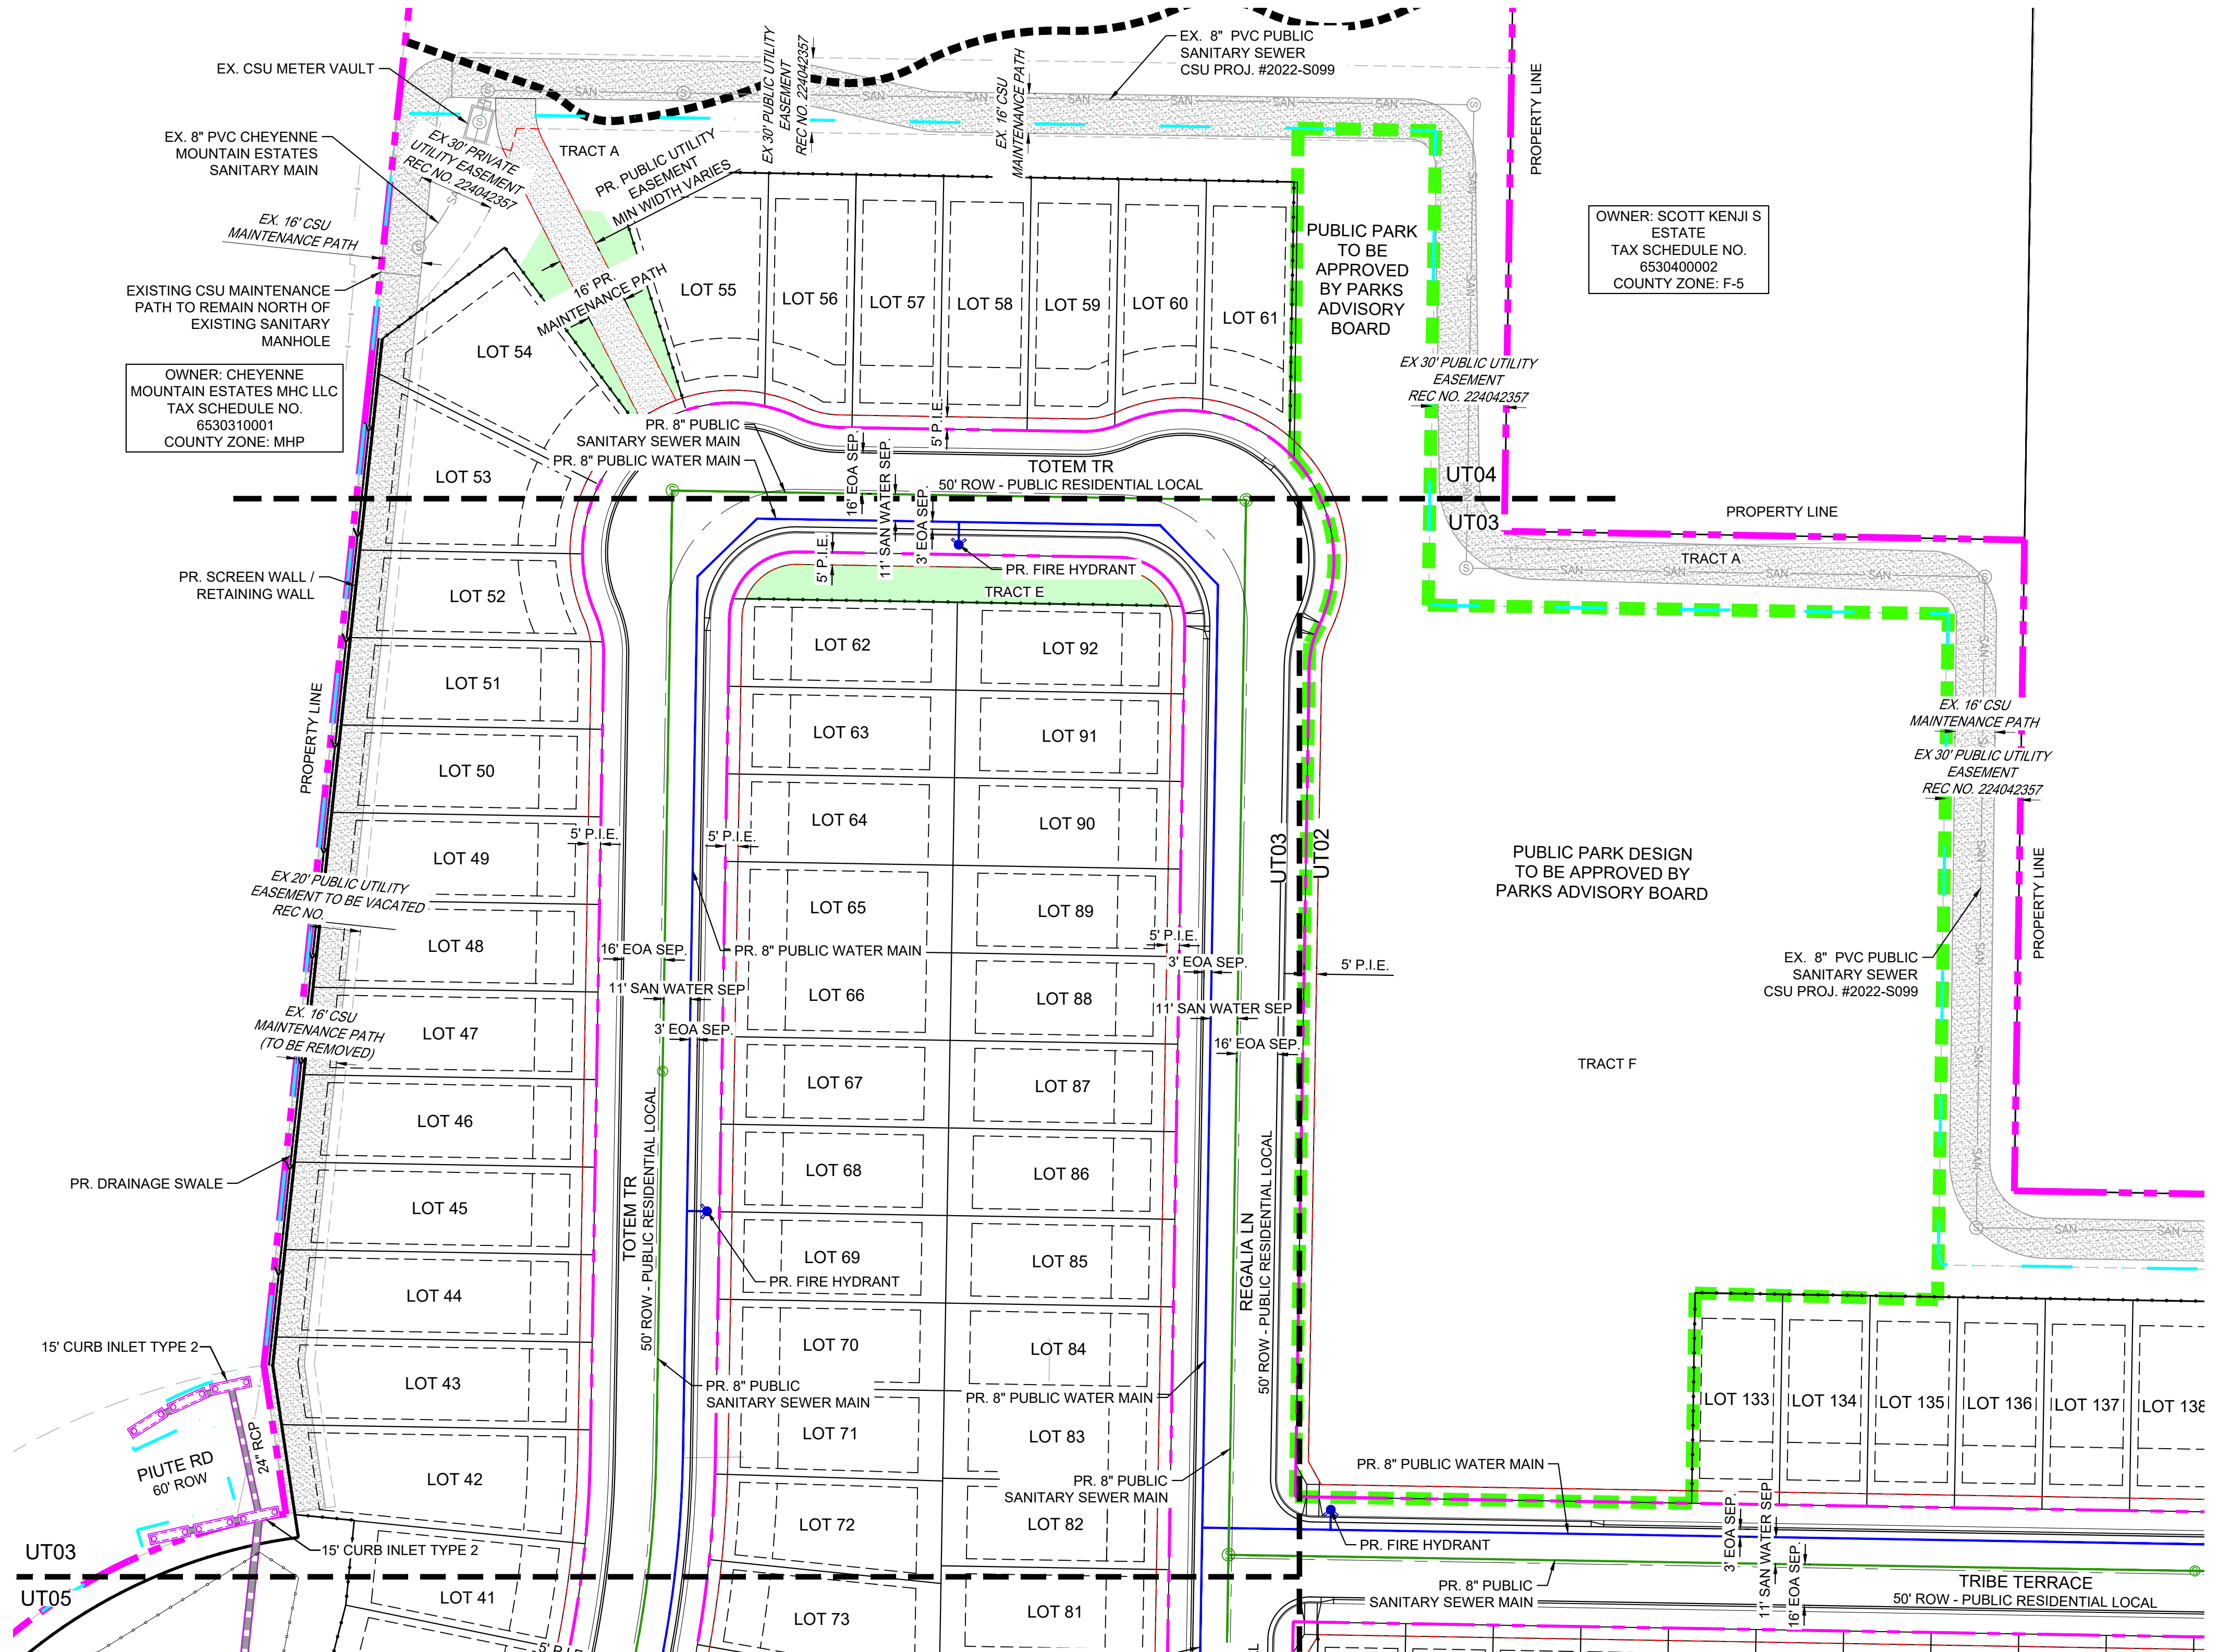 EX. CSU METER VAULT
EX. 8" PVC CHEYENNE
MOUNTAIN ESTATES
SANITARY MAIN
EX. 16' CSU
MAINTENANCE PATH
EXISTING CSU MAINTENANCE
PATH TO REMAIN NORTH OF
EXISTING SANITARY
MANHOLE
OWNER: CHEYENNE
MOUNTAIN ESTATES MHC LLC
TAX SCHEDULE NO.
6530310001
COUNTY ZONE: MHP
EX 30' PRIVATE
UTILITY EASEMENT
REC NO. 224042357
TRACT A
PR. PUBLIC UTILITY
EASEMENT
MIN WIDTH VARIES
16' PR.
MAINTENANCE PATH
EX 30' PUBLIC UTILITY
EASEMENT
REC NO. 224042357
EX. 16' CSU
MAINTENANCE PATH
EX. 8" PVC PUBLIC
SANITARY SEWER
CSU PROJ. #2022-S099
SAN
SAN
SAN
SAN
SAN
SAN
SAN
PROPERTY LINE
OWNER: SCOTT KENJI S
ESTATE
TAX SCHEDULE NO.
6530400002
COUNTY ZONE: F-5
PUBLIC PARK
TO BE
APPROVED
BY PARKS
ADVISORY
BOARD
EX 30' PUBLIC UTILITY
EASEMENT
REC NO. 224042357
SAN
SAN
SAN
LOT 54
LOT 55
LOT 56
LOT 57
LOT 58
LOT 59
LOT 60
LOT 61
PR. 8" PUBLIC
SANITARY SEWER MAIN
PR. 8" PUBLIC WATER MAIN
16' EOA SEP.
11' SAN WATER SEP.
3' EOA SEP.
5' P.I.E.
5' P.I.E.
TOTEM TR
50' ROW - PUBLIC RESIDENTIAL LOCAL
UT04
UT03
PROPERTY LINE
TRACT A
SAN
SAN
SAN
SAN
PR. FIRE HYDRANT
TRACT E
PR. SCREEN WALL /
RETAINING WALL
PROPERTY LINE
LOT 53
LOT 52
LOT 51
LOT 50
LOT 49
LOT 48
LOT 47
LOT 46
LOT 45
LOT 44
LOT 43
LOT 42
LOT 41
EX 20' PUBLIC UTILITY
EASEMENT TO BE VACATED
REC NO.
EX. 16' CSU
MAINTENANCE PATH
(TO BE REMOVED)
PR. DRAINAGE SWALE
15' CURB INLET TYPE 2
24" RCP
PIUTE RD
60' ROW
15' CURB INLET TYPE 2
UT03
UT05
5' P.I.E.
5' P.I.E.
16' EOA SEP.
11' SAN WATER SEP
3' EOA SEP.
TOTEM TR
50' ROW - PUBLIC RESIDENTIAL LOCAL
PR. 8" PUBLIC WATER MAIN
PR. FIRE HYDRANT
PR. 8" PUBLIC
SANITARY SEWER MAIN
LOT 62
LOT 63
LOT 64
LOT 65
LOT 66
LOT 67
LOT 68
LOT 69
LOT 70
LOT 71
LOT 72
LOT 73
LOT 92
LOT 91
LOT 90
LOT 89
LOT 88
LOT 87
LOT 86
LOT 85
LOT 84
LOT 83
LOT 82
LOT 81
5' P.I.E.
3' EOA SEP.
11' SAN WATER SEP
16' EOA SEP.
REGALIA LN
50' ROW - PUBLIC RESIDENTIAL LOCAL
PR. 8" PUBLIC WATER MAIN
PR. 8" PUBLIC
SANITARY SEWER MAIN
UT03
UT02
5' P.I.E.
PUBLIC PARK DESIGN
TO BE APPROVED BY
PARKS ADVISORY BOARD
TRACT F
EX. 16' CSU
MAINTENANCE PATH
EX 30' PUBLIC UTILITY
EASEMENT
REC NO. 224042357
PROPERTY LINE
EX. 8" PVC PUBLIC
SANITARY SEWER
CSU PROJ. #2022-S099
SAN
SAN
SAN
SAN
SAN
SAN
SAN
LOT 133
LOT 134
LOT 135
LOT 136
LOT 137
LOT 138
PR. 8" PUBLIC WATER MAIN
PR. FIRE HYDRANT
PR. 8" PUBLIC
SANITARY SEWER MAIN
3' EOA SEP.
11' SAN WATER SEP
16' EOA SEP.
TRIBE TERRACE
50' ROW - PUBLIC RESIDENTIAL LOCAL